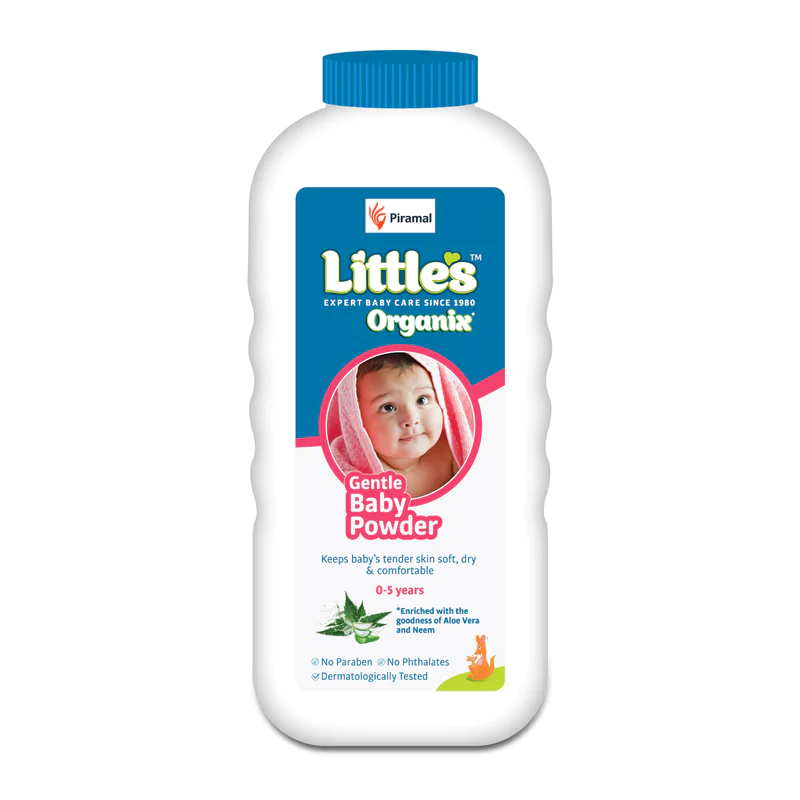 Piramal
Little's™
EXPERT BABY CARE SINCE 1980
Organix*
Gentle
Baby
Powder
Keeps baby's tender skin soft, dry
& comfortable
0-5 years
*Enriched with the
goodness of Aloe Vera
and Neem
No Paraben No Phthalates
Dermatologically Tested